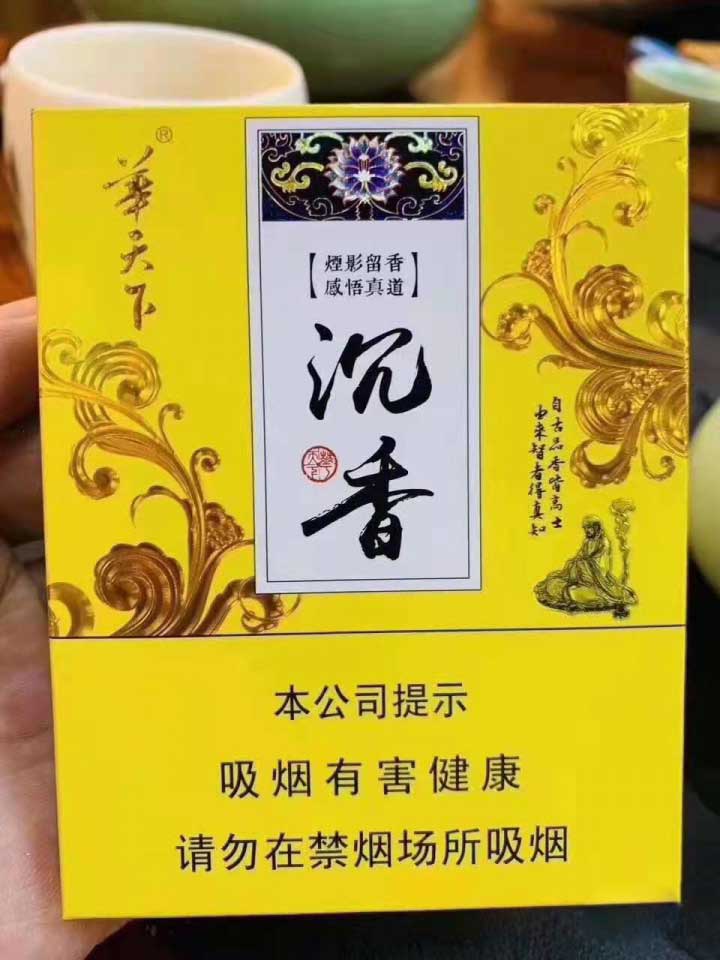 華天下®
【煙影留香
感悟真道】
沉香
自古品香皆高士
由来智者得真知
本公司提示
吸烟有害健康
请勿在禁烟场所吸烟